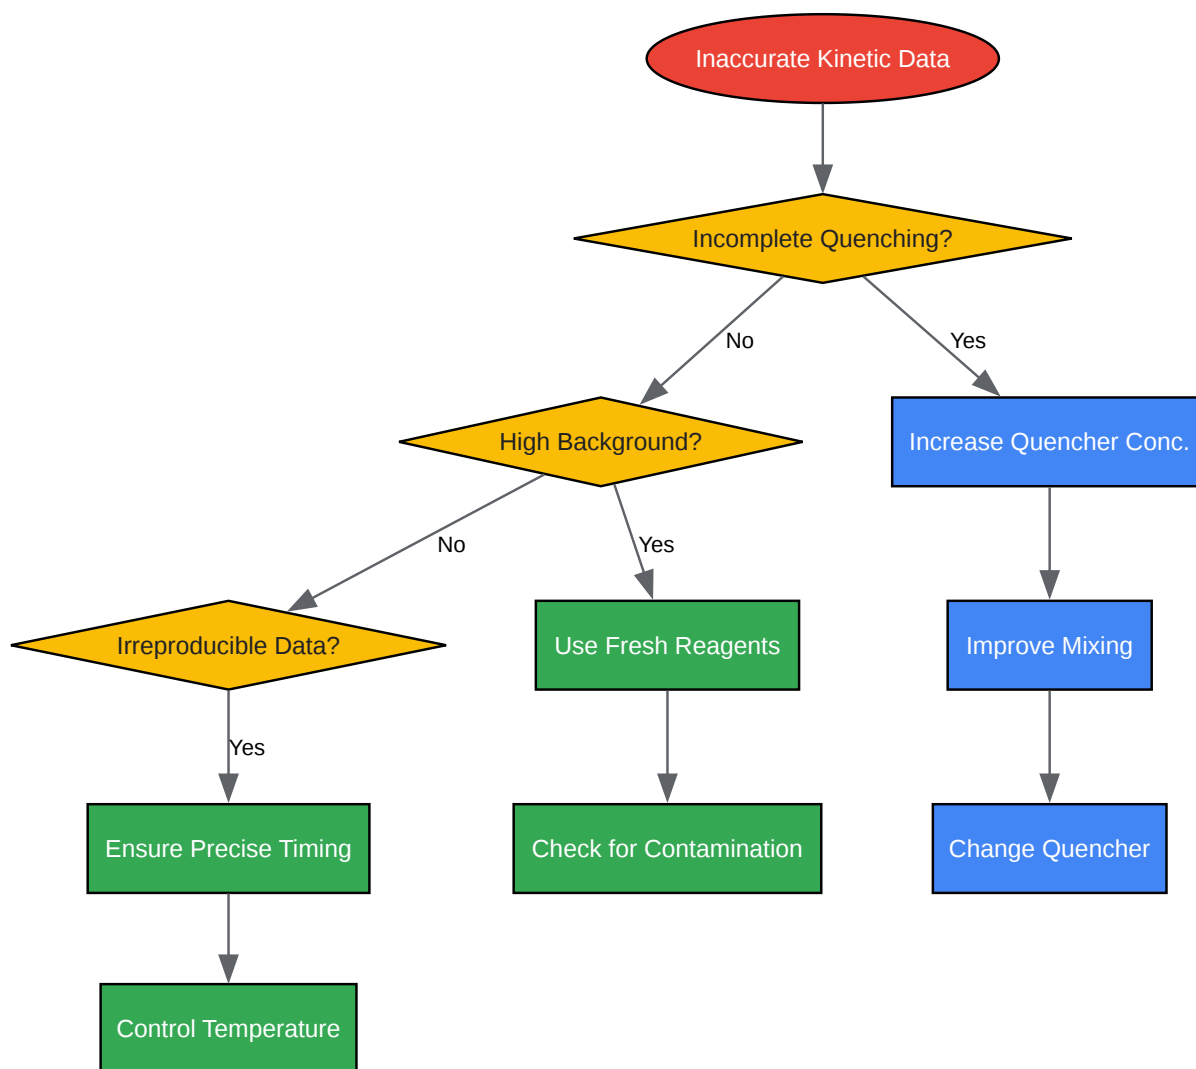 Inaccurate Kinetic Data
Incomplete Quenching?
No
Yes
High Background?
Increase Quencher Conc.
No
Yes
Irreproducible Data?
Use Fresh Reagents
Improve Mixing
Yes
Ensure Precise Timing
Check for Contamination
Change Quencher
Control Temperature